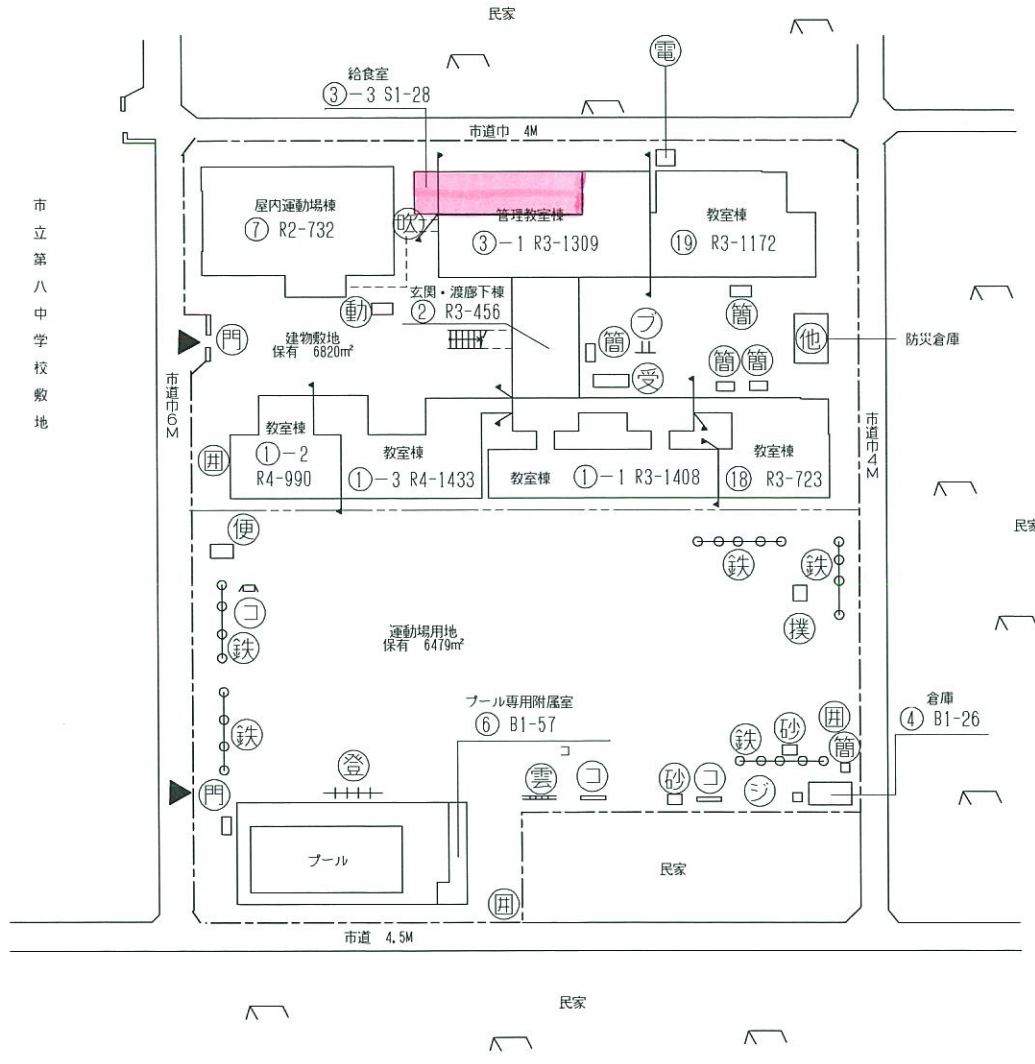 民家
電
給食室
③-3 S1-28
市道巾 4M
市立第八中学校敷地
屋内運動場棟
⑦ R2-732
吹
管理教室棟
③-1 R3-1309
教室棟
⑲ R3-1172
玄関・渡廊下棟
② R3-456
動
門
建物敷地
保有 6820m²
簡
プ
受
簡
簡
簡
他
防災倉庫
市道巾6M
市道巾4M
教室棟
①-2
R4-990
教室棟
①-3 R4-1433
教室棟 ①-1 R3-1408
教室棟
⑱ R3-723
囲
民家
便
鉄
鉄
コ
撲
鉄
運動場用地
保有 6479m²
鉄
プール専用附属室
⑥ B1-57
倉庫
④ B1-26
囲
砂
鉄
簡
コ
登
雲
コ
砂
コ
ジ
門
プール
民家
囲
市道 4.5M
民家